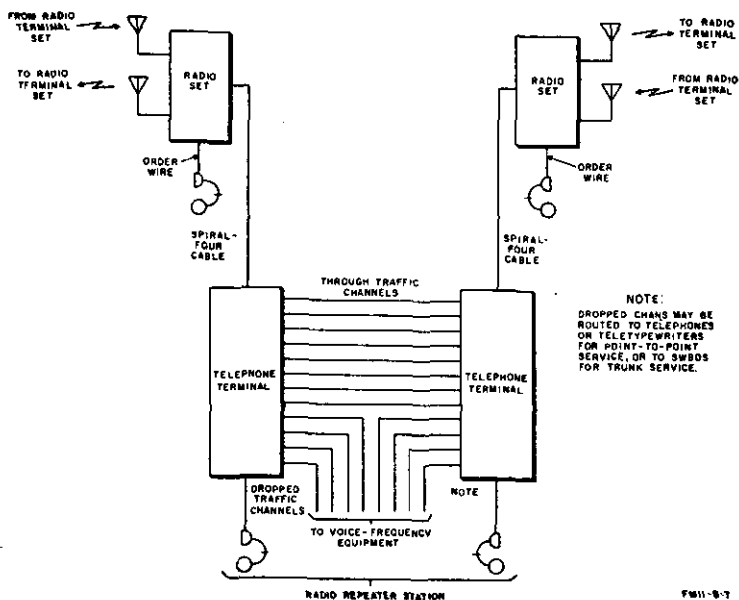 FROM RADIO
TERMINAL
SET
TO RADIO
TERMINAL
SET
RADIO
SET
ORDER
WIRE
SPIRAL-
FOUR
CABLE
TO RADIO
TERMINAL
SET
FROM RADIO
TERMINAL
SET
RADIO
SET
ORDER
WIRE
SPIRAL-
FOUR
CABLE
THROUGH TRAFFIC
CHANNELS
TELEPHONE
TERMINAL
TELEPHONE
TERMINAL
NOTE:
DROPPED CHANS MAY BE
ROUTED TO TELEPHONES
OR TELETYPEWRITERS
FOR POINT-TO-POINT
SERVICE, OR TO SWBDS
FOR TRUNK SERVICE.
DROPPED
TRAFFIC
CHANNELS
NOTE
TO VOICE-FREQUENCY
EQUIPMENT
RADIO REPEATER STATION
FM11-8-7